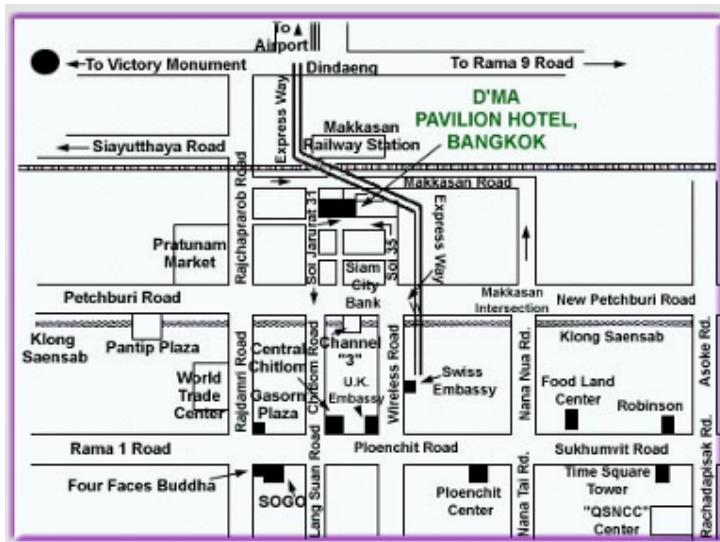 To
Airport
To Victory Monument
Dindaeng
To Rama 9 Road
D'MA
PAVILION HOTEL,
BANGKOK
Express Way
Makkasan
Railway Station
Siayutthaya Road
Makkasan Road
Rajchaprarob Road
Soi Jarurat 31
Soi 35
Express Way
Pratunam
Market
Siam
City
Bank
Petchburi Road
Makkasan
Intersection
New Petchburi Road
Klong
Saensab
Pantip Plaza
Central
Chitlom
Channel
"3"
Klong Saensab
World
Trade
Center
Rajdamri Road
Gasorn
Plaza
Chitlom Road
U.K.
Embassy
Wireless Road
Swiss
Embassy
Nana Nua Rd.
Food Land
Center
Robinson
Asoke Rd.
Rama 1 Road
Ploenchit Road
Sukhumvit Road
Four Faces Buddha
SOGO
Lang Suan Road
Ploenchit
Center
Nana Tai Rd.
Time Square
Tower
"QSNCC"
Center
Rachadapisak Rd.